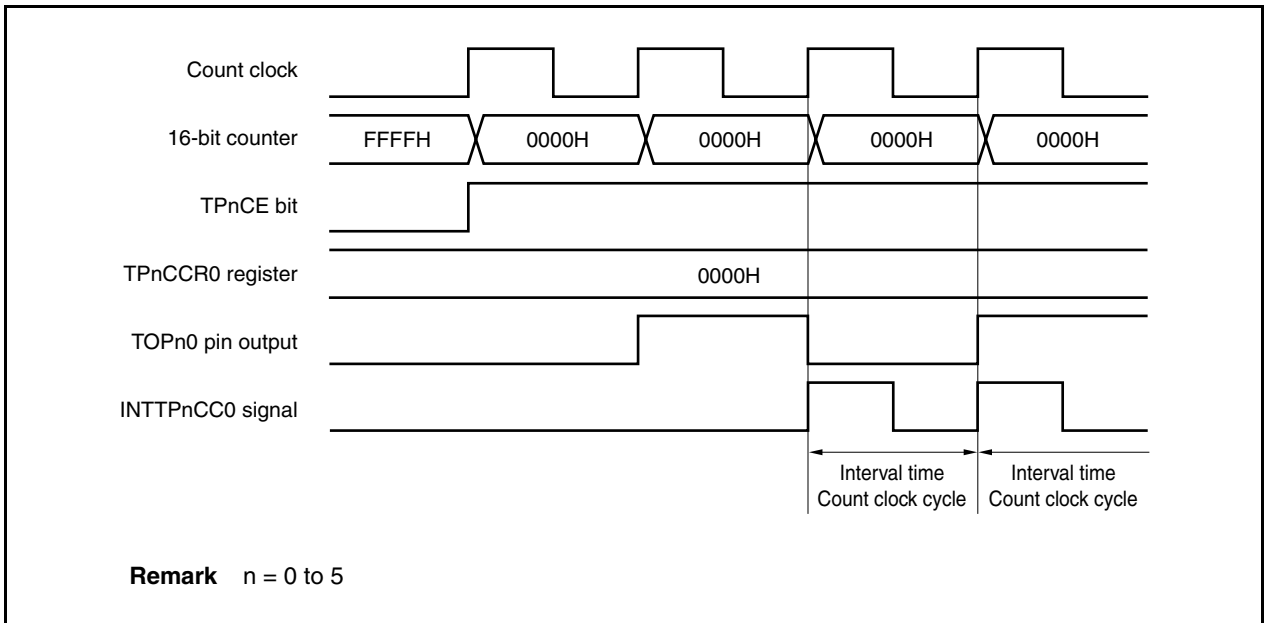 Count clock
16-bit counter FFFFH 0000H 0000H 0000H 0000H
TPnCE bit
TPnCCR0 register 0000H
TOPn0 pin output
INTTPnCC0 signal
Interval time Interval time
Count clock cycle Count clock cycle
Remark n = 0 to 5